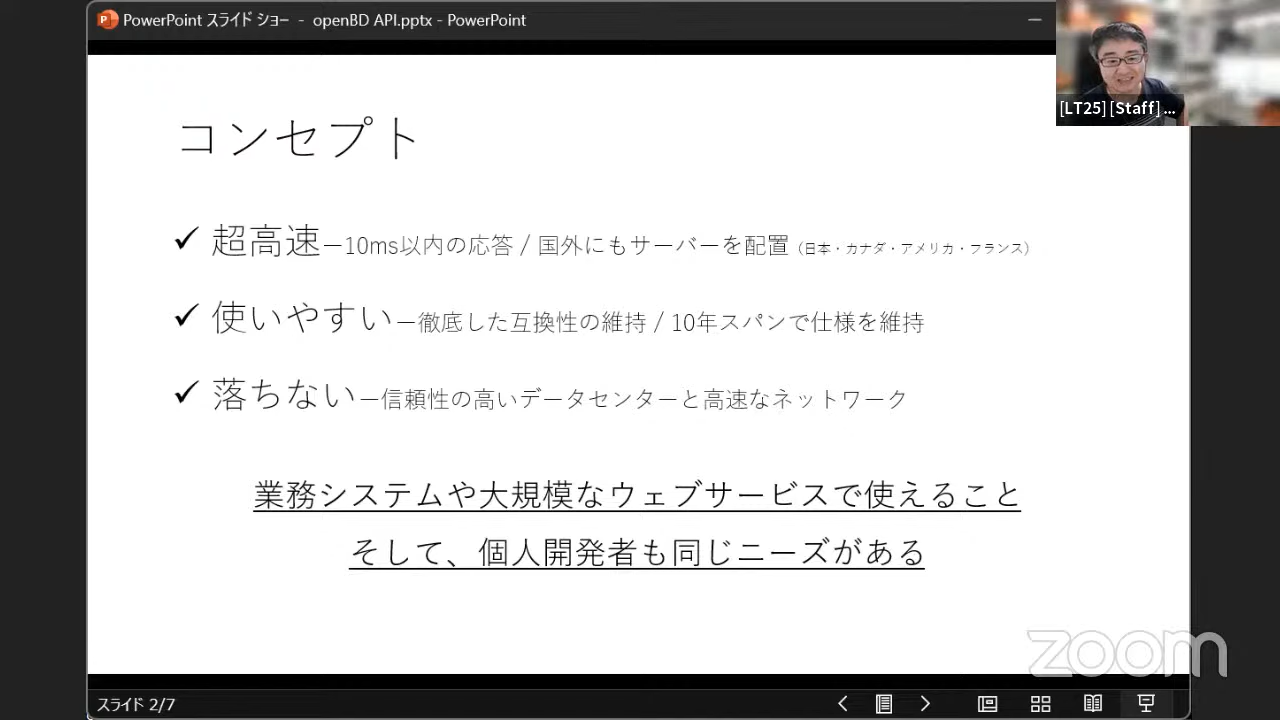 PowerPoint スライド ショー - openBD API.pptx - PowerPoint
[LT25] [Staff] ...
コンセプト
✓ 超高速—10ms以内の応答 / 国外にもサーバーを配置（日本・カナダ・アメリカ・フランス）
✓ 使いやすい—徹底した互換性の維持 / 10年スパンで仕様を維持
✓ 落ちない—信頼性の高いデータセンターと高速なネットワーク
業務システムや大規模なウェブサービスで使えること
そして、個人開発者も同じニーズがある
zoom
スライド 2/7